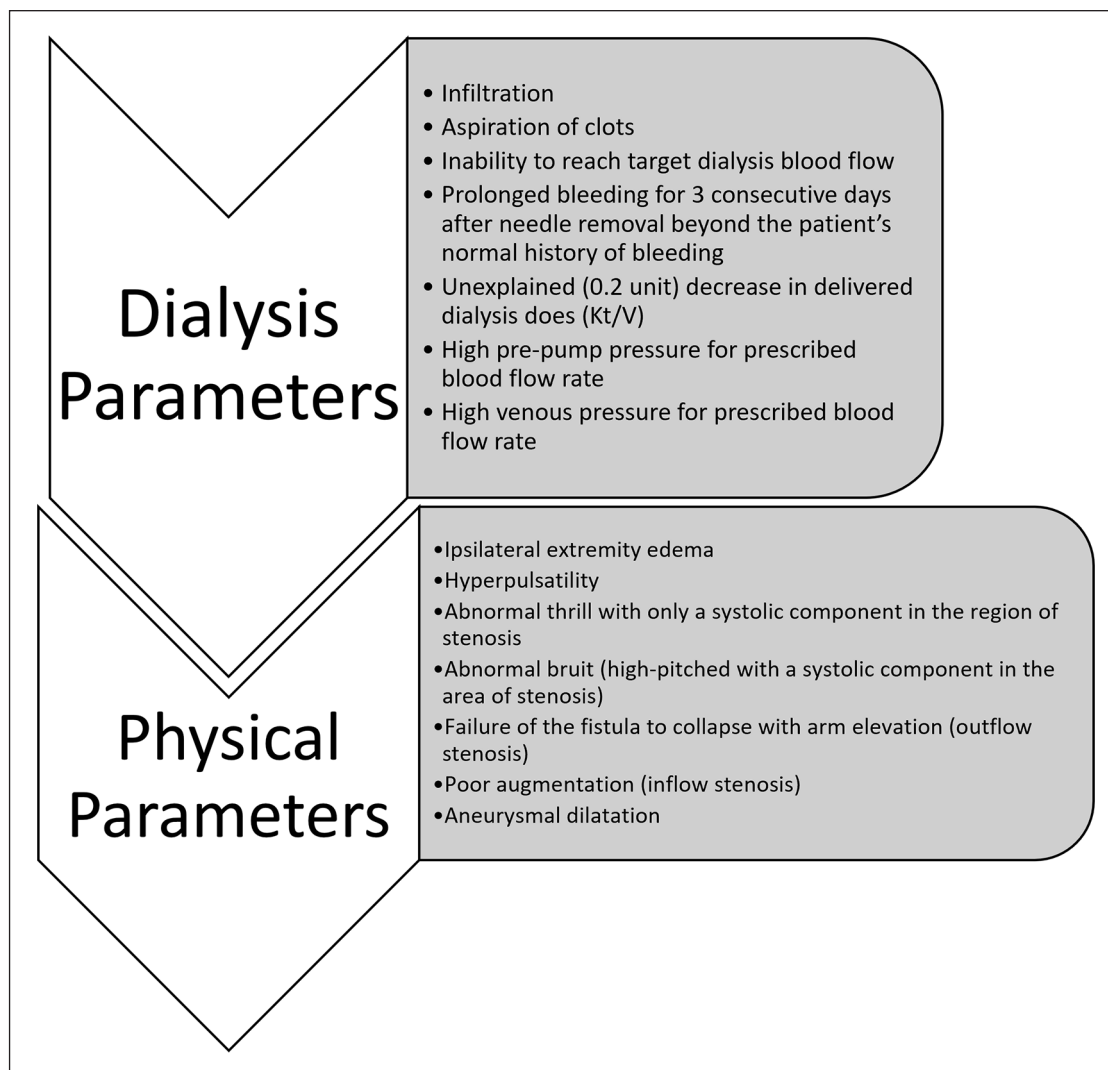 Dialysis
Parameters
• Infiltration
• Aspiration of clots
• Inability to reach target dialysis blood flow
• Prolonged bleeding for 3 consecutive days
after needle removal beyond the patient’s
normal history of bleeding
• Unexplained (0.2 unit) decrease in delivered
dialysis does (Kt/V)
• High pre-pump pressure for prescribed
blood flow rate
• High venous pressure for prescribed blood
flow rate
Physical
Parameters
•Ipsilateral extremity edema
•Hyperpulsatility
•Abnormal thrill with only a systolic component in the region of
stenosis
•Abnormal bruit (high-pitched with a systolic component in the
area of stenosis)
•Failure of the fistula to collapse with arm elevation (outflow
stenosis)
•Poor augmentation (inflow stenosis)
•Aneurysmal dilatation